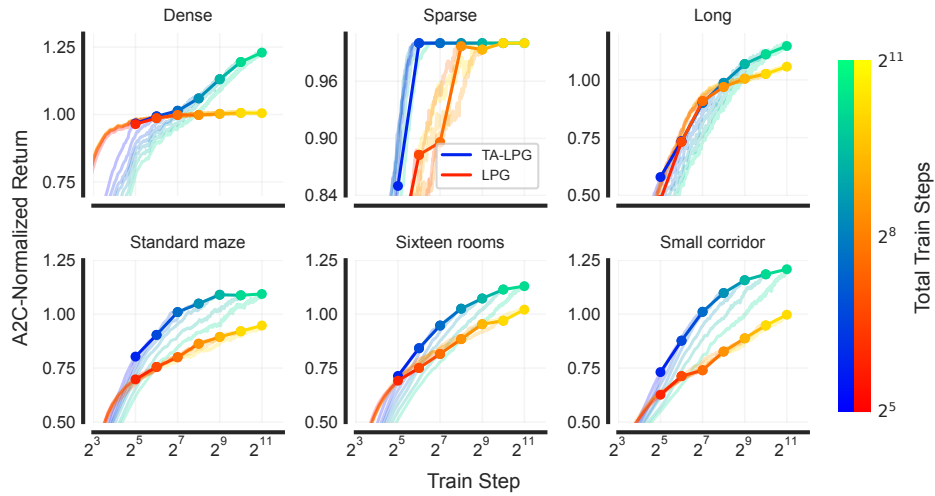 Dense
Sparse
Long
1.25
1.00
0.75
0.96
0.90
0.84
1.00
0.75
0.50
TA-LPG
LPG
A2C-Normalized Return
Standard maze
Sixteen rooms
Small corridor
1.25
1.00
0.75
0.50
1.25
1.00
0.75
0.50
1.25
1.00
0.75
0.50
2^3 2^5 2^7 2^9 2^11
2^3 2^5 2^7 2^9 2^11
2^3 2^5 2^7 2^9 2^11
Train Step
2^11
2^8
2^5
Total Train Steps